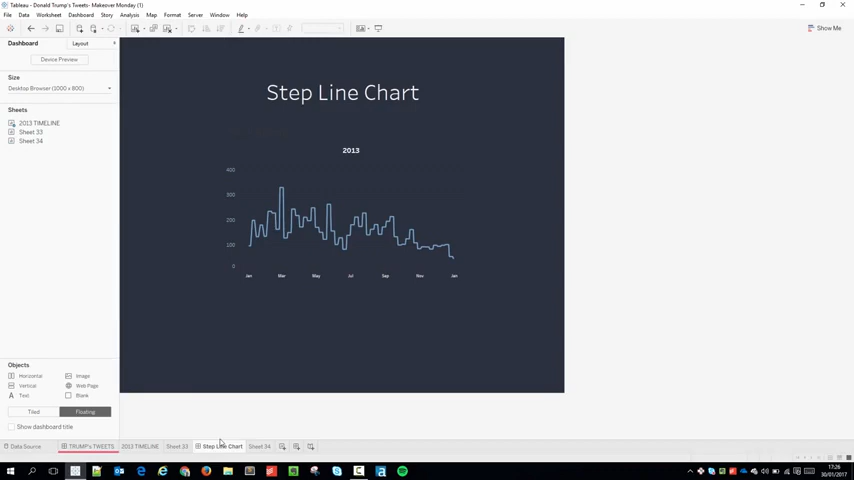 Tableau - Donald Trump's Tweets- Makeover Monday (1)
File Data Worksheet Dashboard Story Analysis Map Format Server Window Help
Show Me
Dashboard Layout
Device Preview
Size
Desktop Browser (1000 x 800)
Sheets
2013 TIMELINE
Sheet 33
Sheet 34
Step Line Chart
2013
400
300
200
100
0
Jan Mar May Jul Sep Nov Jan
Objects
Horizontal Image
Vertical Web Page
Text Blank
Tiled Floating
Show dashboard title
Data Source TRUMP's TWEETS 2013 TIMELINE Sheet 33 Step Line Chart Sheet 34
17:26
30/01/2017